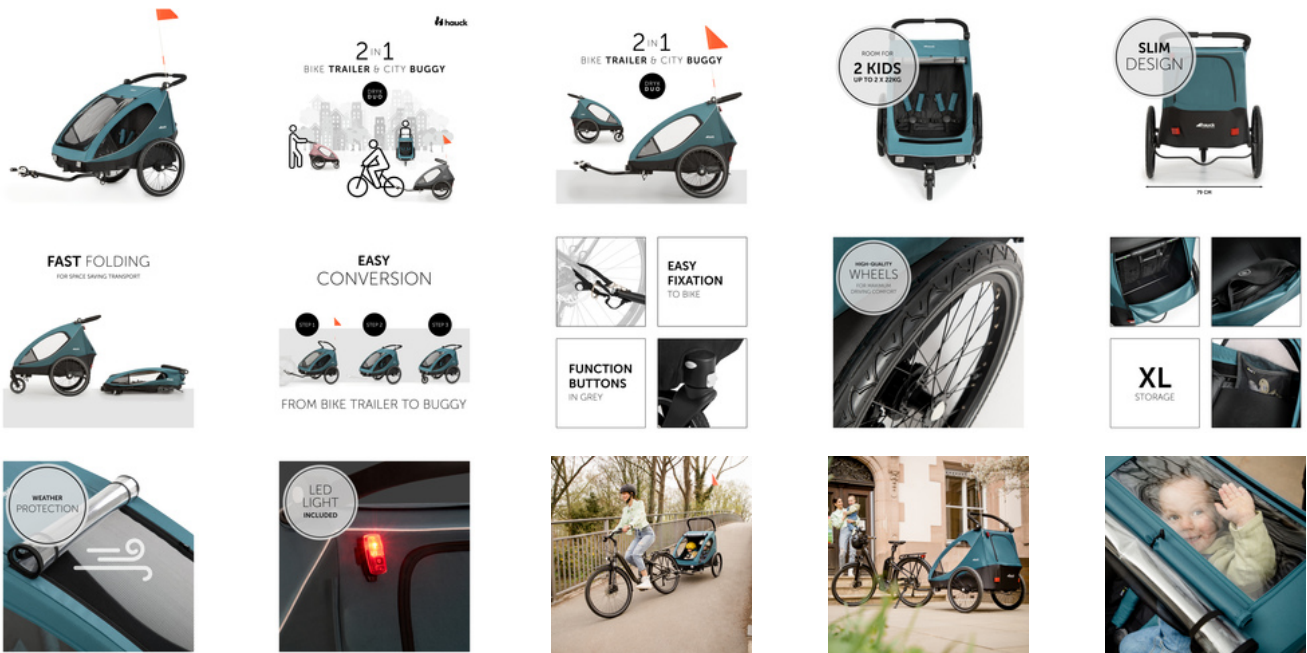 hauck
2 IN 1
BIKE TRAILER & CITY BUGGY
DRYK
DUO
2 IN 1
BIKE TRAILER & CITY BUGGY
DRYK
DUO
ROOM FOR
2 KIDS
UP TO 2 X 22KG
SLIM
DESIGN
hauck
79 CM
FAST FOLDING
FOR SPACE SAVING TRANSPORT
EASY
CONVERSION
STEP 1
STEP 2
STEP 3
FROM BIKE TRAILER TO BUGGY
EASY
FIXATION
TO BIKE
FUNCTION
BUTTONS
IN GREY
HIGH-QUALITY
WHEELS
FOR MAXIMUM
DRIVING COMFORT
XL
STORAGE
WEATHER
PROTECTION
LED
LIGHT
INCLUDED